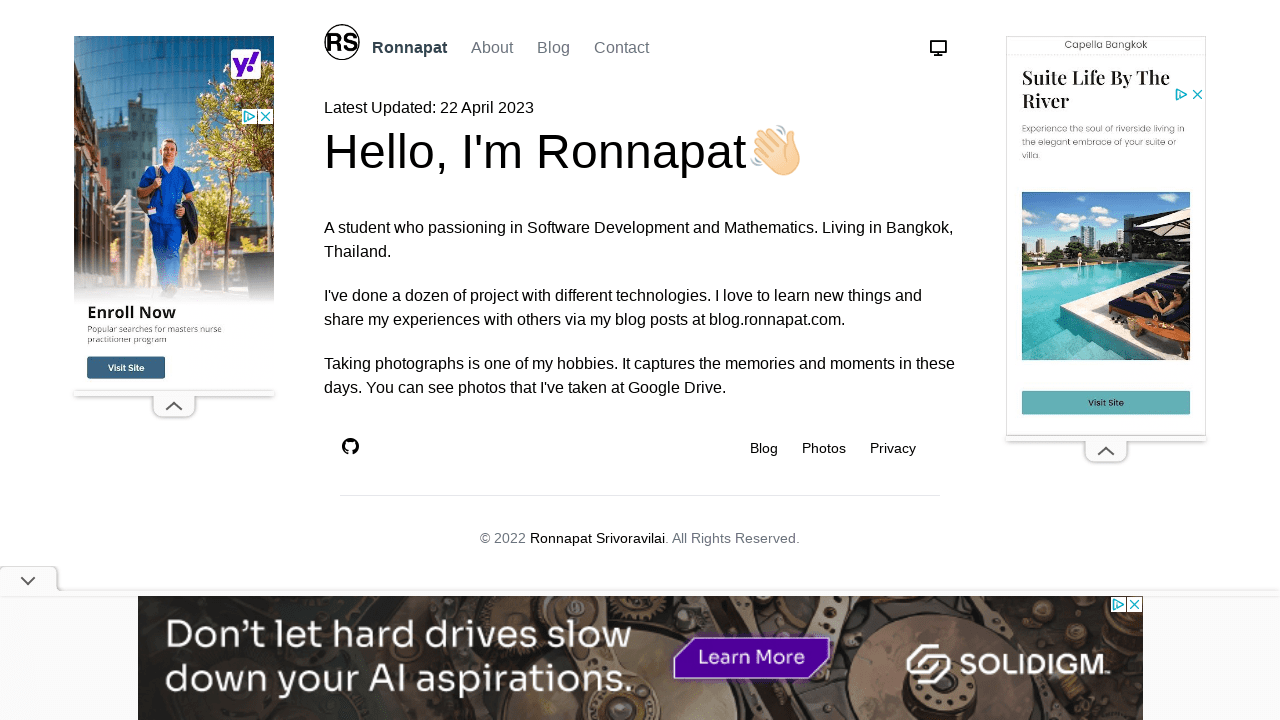 RS
Ronnapat
About
Blog
Contact
Latest Updated: 22 April 2023
Hello, I'm Ronnapat👋🏻
A student who passioning in Software Development and Mathematics. Living in Bangkok,
Thailand.
I've done a dozen of project with different technologies. I love to learn new things and
share my experiences with others via my blog posts at blog.ronnapat.com.
Taking photographs is one of my hobbies. It captures the memories and moments in these
days. You can see photos that I've taken at Google Drive.
Blog
Photos
Privacy
© 2022 Ronnapat Srivoravilai. All Rights Reserved.
y!
Enroll Now
Popular searches for masters nurse
practitioner program
Visit Site
Capella Bangkok
Suite Life By The
River
Experience the soul of riverside living in
the elegant embrace of your suite or
villa.
Visit Site
Don't let hard drives slow
down your AI aspirations.
Learn More
SOLIDIGM